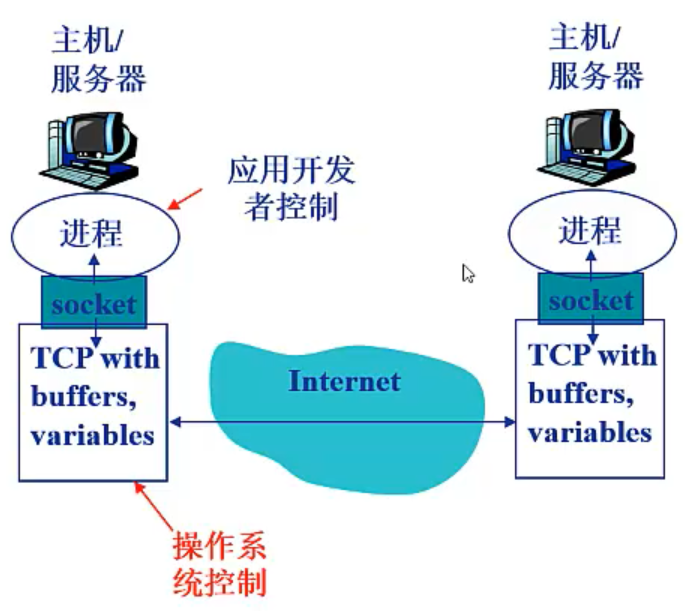 主机/
服务器
主机/
服务器
应用开发
者控制
进程
进程
socket
socket
TCP with
buffers,
variables
Internet
TCP with
buffers,
variables
操作系
统控制